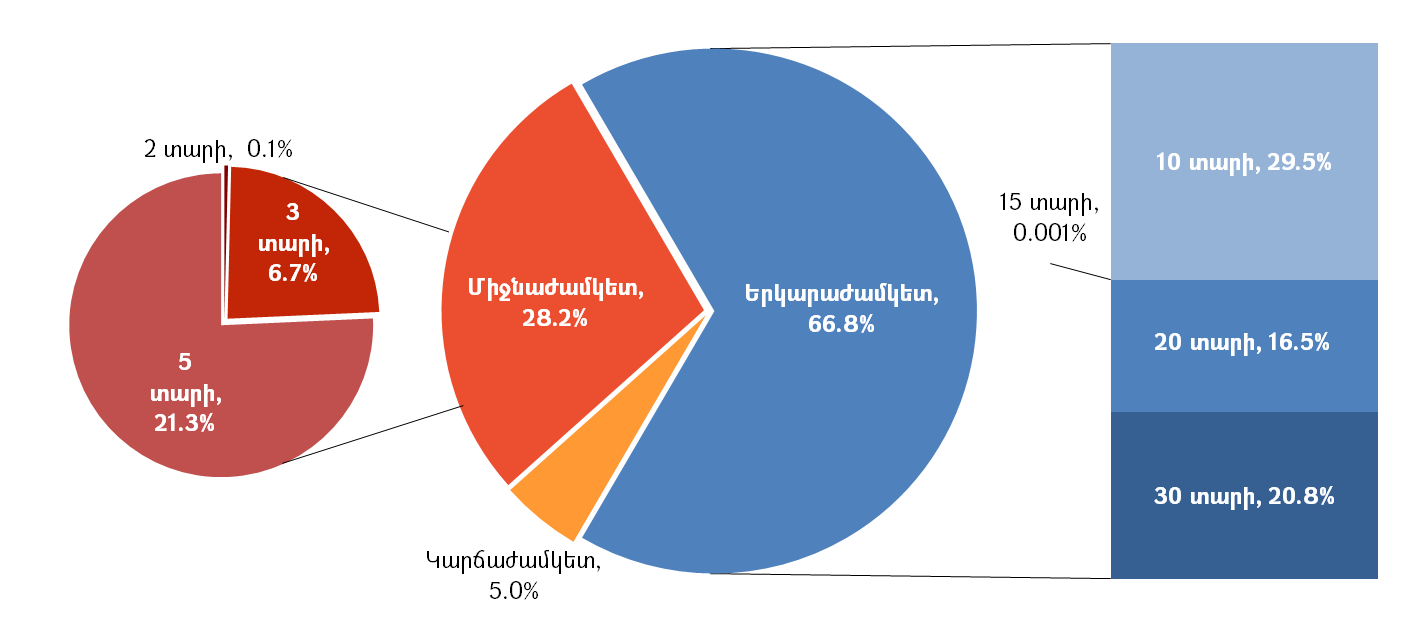 2 տարի, 0.1%
3
տարի,
6.7%
5
տարի,
21.3%
Միջնաժամկետ,
28.2%
Երկարաժամկետ,
66.8%
Կարճաժամկետ,
5.0%
15 տարի,
0.001%
10 տարի, 29.5%
20 տարի, 16.5%
30 տարի, 20.8%